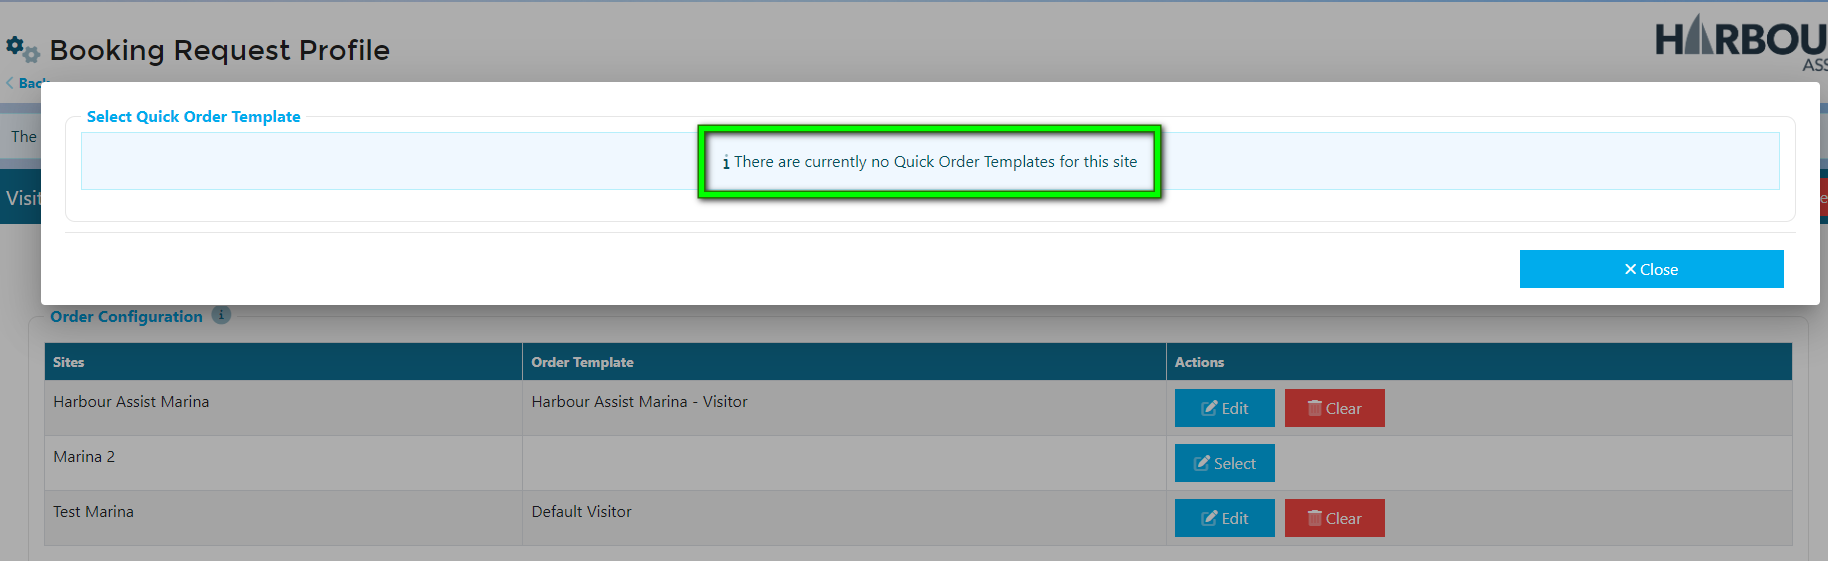 Booking Request Profile
HARBOU
ASS
Back
Select Quick Order Template
The
There are currently no Quick Order Templates for this site
Visit
Close
Order Configuration
Sites Order Template Actions
Harbour Assist Marina Harbour Assist Marina - Visitor Edit Clear
Marina 2 Select
Test Marina Default Visitor Edit Clear